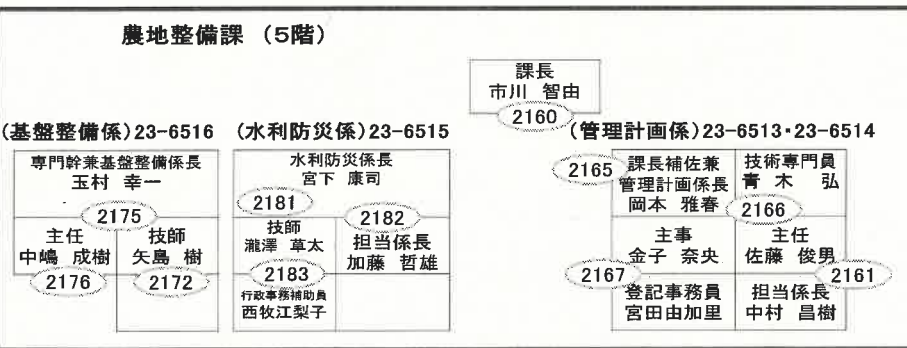 農地整備課 （5階）
課長
市川 智由
2160
(基盤整備係)23-6516
(水利防災係)23-6515
(管理計画係)23-6513・23-6514
専門幹兼基盤整備係長
玉村 幸一
2175
主任
中嶋 成樹
2176
技師
矢島 樹
2172
水利防災係長
宮下 康司
2181
2182
技師
瀧澤 草太
2183
担当係長
加藤 哲雄
行政事務補助員
西牧江梨子
2165
課長補佐兼
管理計画係長
岡本 雅春
技術専門員
青木 弘
2166
主事
金子 奈央
主任
佐藤 俊男
2167
2161
登記事務員
宮田由加里
担当係長
中村 昌樹